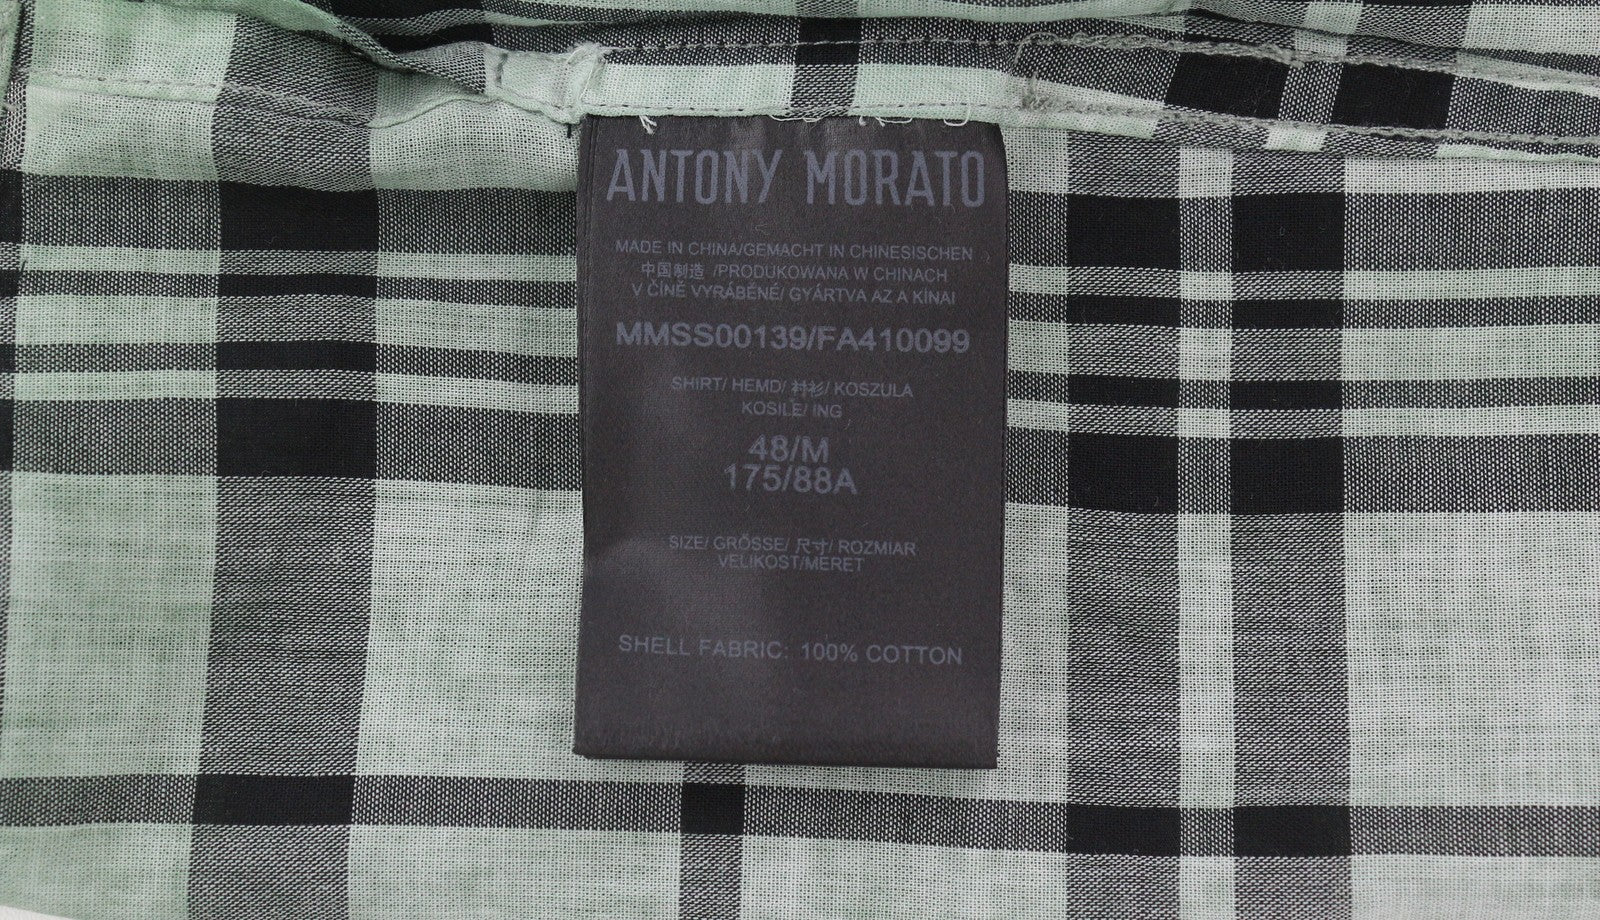 ANTONY MORATO
MADE IN CHINA/GEMACHT IN CHINESISCHEN
中国制造 /PRODUKOWANA W CHINACH
V ČÍNĚ VYRÁBĚNÉ/ GYÁRTVA AZ A KÍNAI
MMSS00139/FA410099
SHIRT/ HEMD/ 衬衫/ KOSZULA
KOSILE/ ING
48/M
175/88A
SIZE/ GRÖSSE/ 尺寸/ ROZMIAR
VELIKOST/MERET
SHELL FABRIC: 100% COTTON